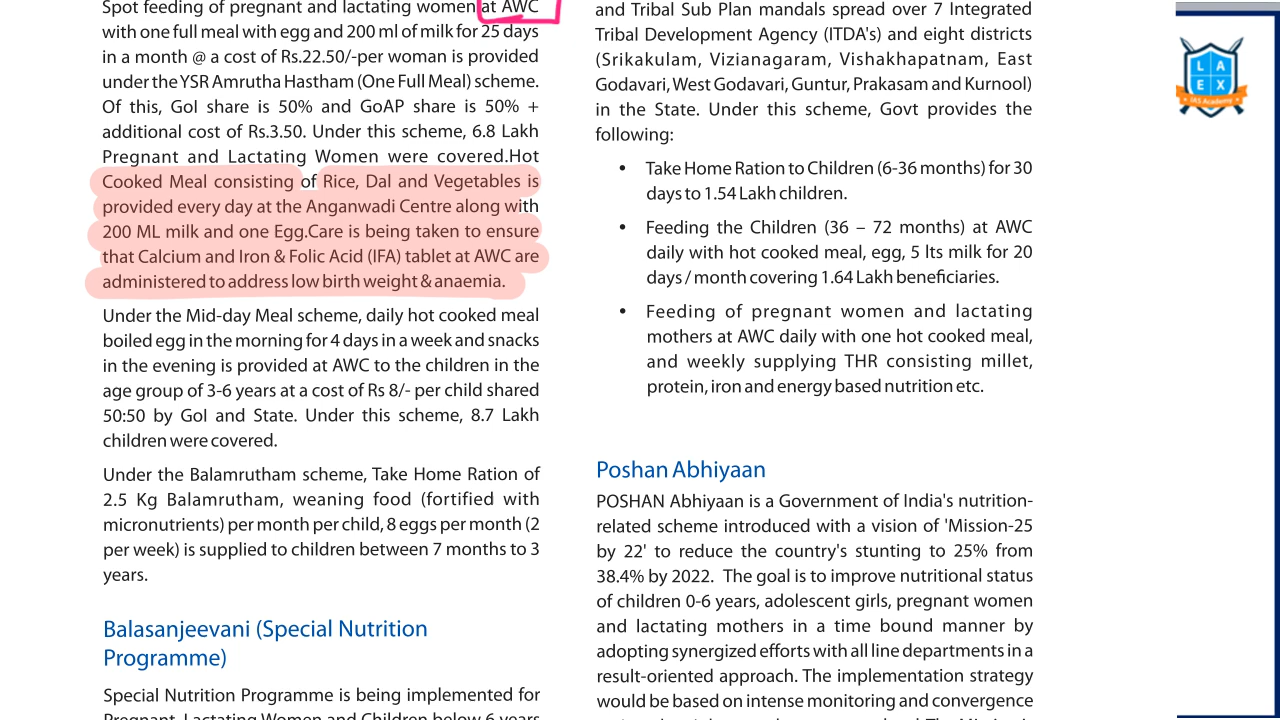 Spot feeding of pregnant and lactating women at AWC
with one full meal with egg and 200 ml of milk for 25 days
in a month @ a cost of Rs.22.50/-per woman is provided
under the YSR Amrutha Hastham (One Full Meal) scheme.
Of this, GoI share is 50% and GoAP share is 50% +
additional cost of Rs.3.50. Under this scheme, 6.8 Lakh
Pregnant and Lactating Women were covered.Hot
Cooked Meal consisting of Rice, Dal and Vegetables is
provided every day at the Anganwadi Centre along with
200 ML milk and one Egg.Care is being taken to ensure
that Calcium and Iron & Folic Acid (IFA) tablet at AWC are
administered to address low birth weight & anaemia.
Under the Mid-day Meal scheme, daily hot cooked meal
boiled egg in the morning for 4 days in a week and snacks
in the evening is provided at AWC to the children in the
age group of 3-6 years at a cost of Rs 8/- per child shared
50:50 by GoI and State. Under this scheme, 8.7 Lakh
children were covered.
Under the Balamrutham scheme, Take Home Ration of
2.5 Kg Balamrutham, weaning food (fortified with
micronutrients) per month per child, 8 eggs per month (2
per week) is supplied to children between 7 months to 3
years.
Balasanjeevani (Special Nutrition
Programme)
Special Nutrition Programme is being implemented for
Pregnant, Lactating Women and Children below 6 years
and Tribal Sub Plan mandals spread over 7 Integrated
Tribal Development Agency (ITDA's) and eight districts
(Srikakulam, Vizianagaram, Vishakhapatnam, East
Godavari, West Godavari, Guntur, Prakasam and Kurnool)
in the State. Under this scheme, Govt provides the
following:
• Take Home Ration to Children (6-36 months) for 30
days to 1.54 Lakh children.
• Feeding the Children (36 – 72 months) at AWC
daily with hot cooked meal, egg, 5 lts milk for 20
days / month covering 1.64 Lakh beneficiaries.
• Feeding of pregnant women and lactating
mothers at AWC daily with one hot cooked meal,
and weekly supplying THR consisting millet,
protein, iron and energy based nutrition etc.
Poshan Abhiyaan
POSHAN Abhiyaan is a Government of India's nutrition-
related scheme introduced with a vision of 'Mission-25
by 22' to reduce the country's stunting to 25% from
38.4% by 2022. The goal is to improve nutritional status
of children 0-6 years, adolescent girls, pregnant women
and lactating mothers in a time bound manner by
adopting synergized efforts with all line departments in a
result-oriented approach. The implementation strategy
would be based on intense monitoring and convergence
L A
E X
IAS Academy